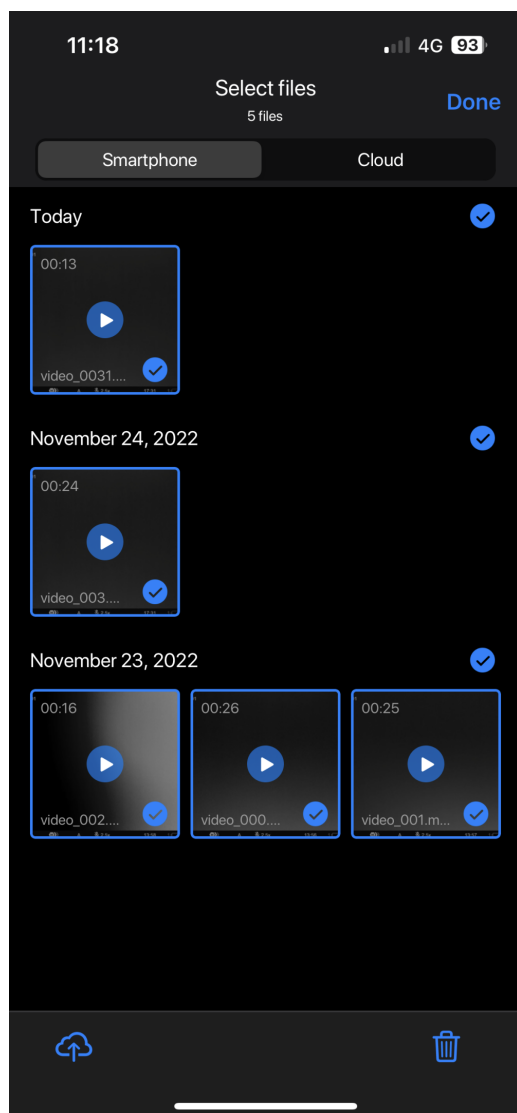 11:18 4G 93
Select files
5 files
Done
Smartphone Cloud
Today
00:13
video_0031....
November 24, 2022
00:24
video_003....
November 23, 2022
00:16 00:26 00:25
video_002.... video_000.... video_001.m...